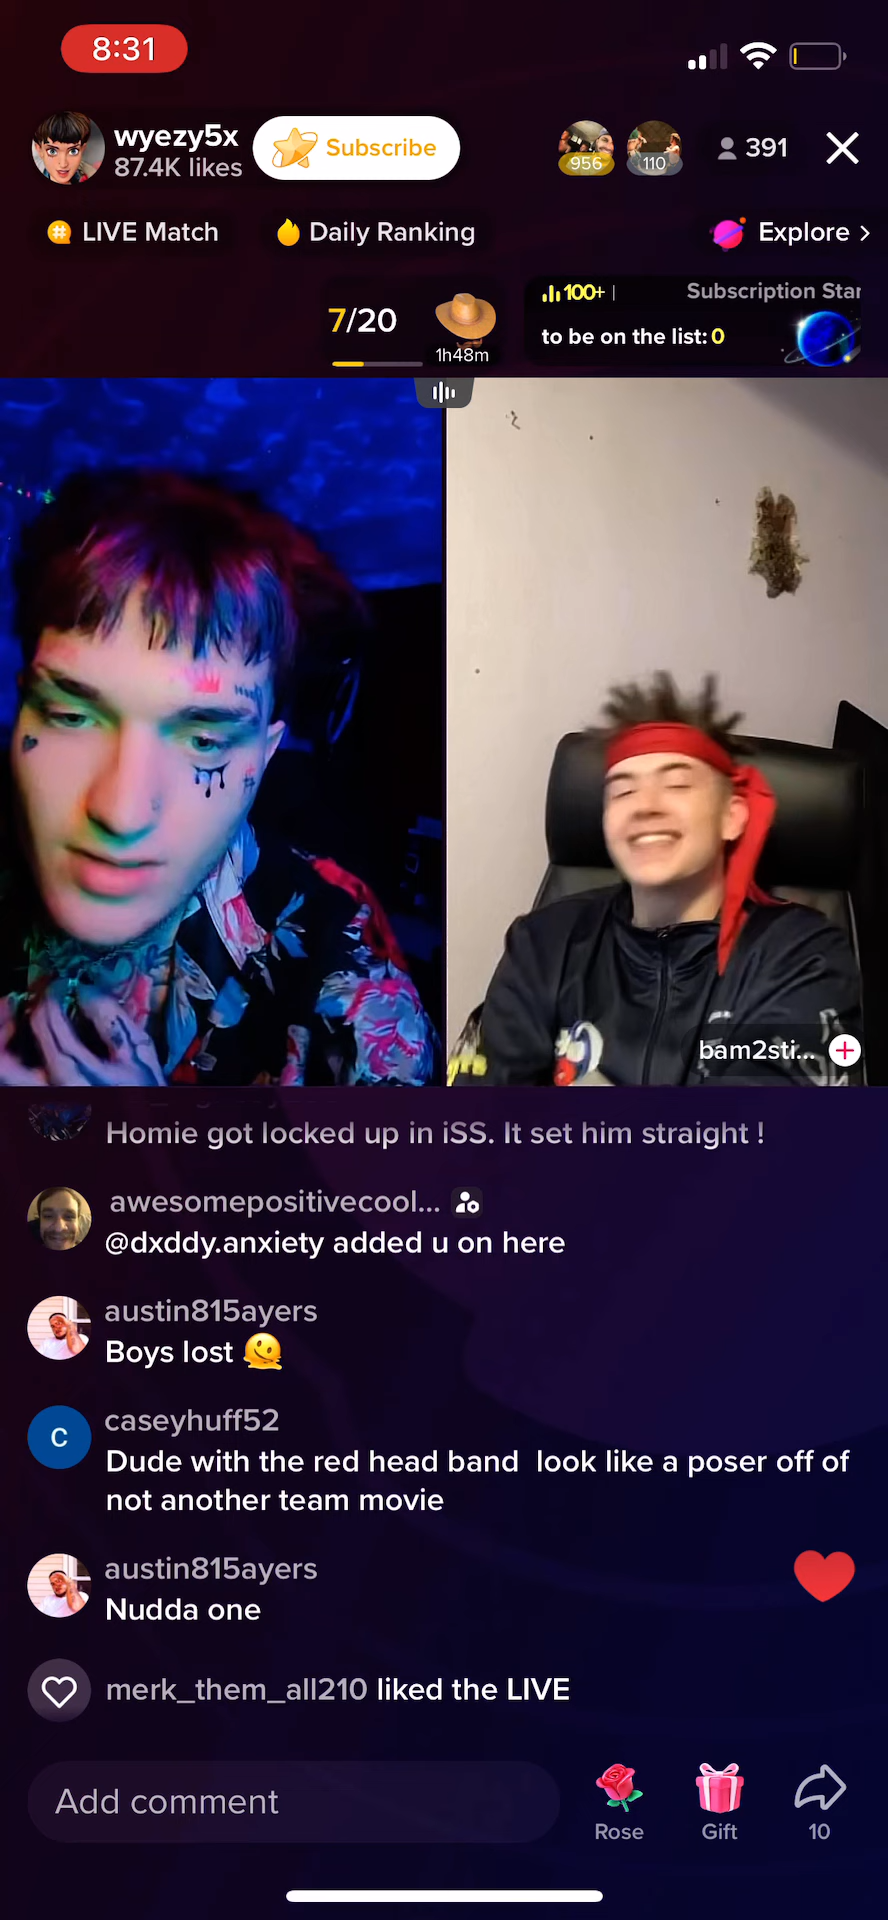 8:31
wyezy5x
87.4K likes
Subscribe
956
110
391
LIVE Match
Daily Ranking
Explore >
7/20
1h48m
100+ |
Subscription Star
to be on the list: 0
bam2sti...
Homie got locked up in iSS. It set him straight !
awesomepositivecool...
@dxddy.anxiety added u on here
austin815ayers
Boys lost 🫠
C
caseyhuff52
Dude with the red head band look like a poser off of
not another team movie
austin815ayers
Nudda one
merk_them_all210 liked the LIVE
Add comment
Rose
Gift
10